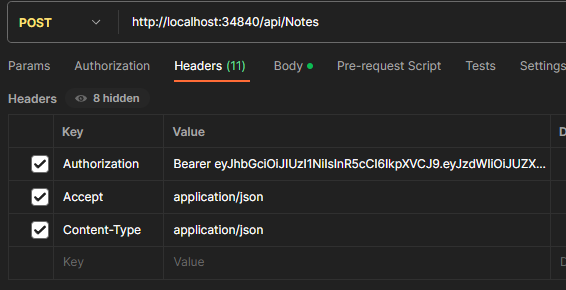 POST http://localhost:34840/api/Notes
Params Authorization Headers (11) Body Pre-request Script Tests Settings
Headers 8 hidden
Key Value D
Authorization Bearer eyJhbGciOiJIUzI1NiIsInR5cCI6IkpXVCJ9.eyJzdWIiOiJUZX...
Accept application/json
Content-Type application/json
Key Value D